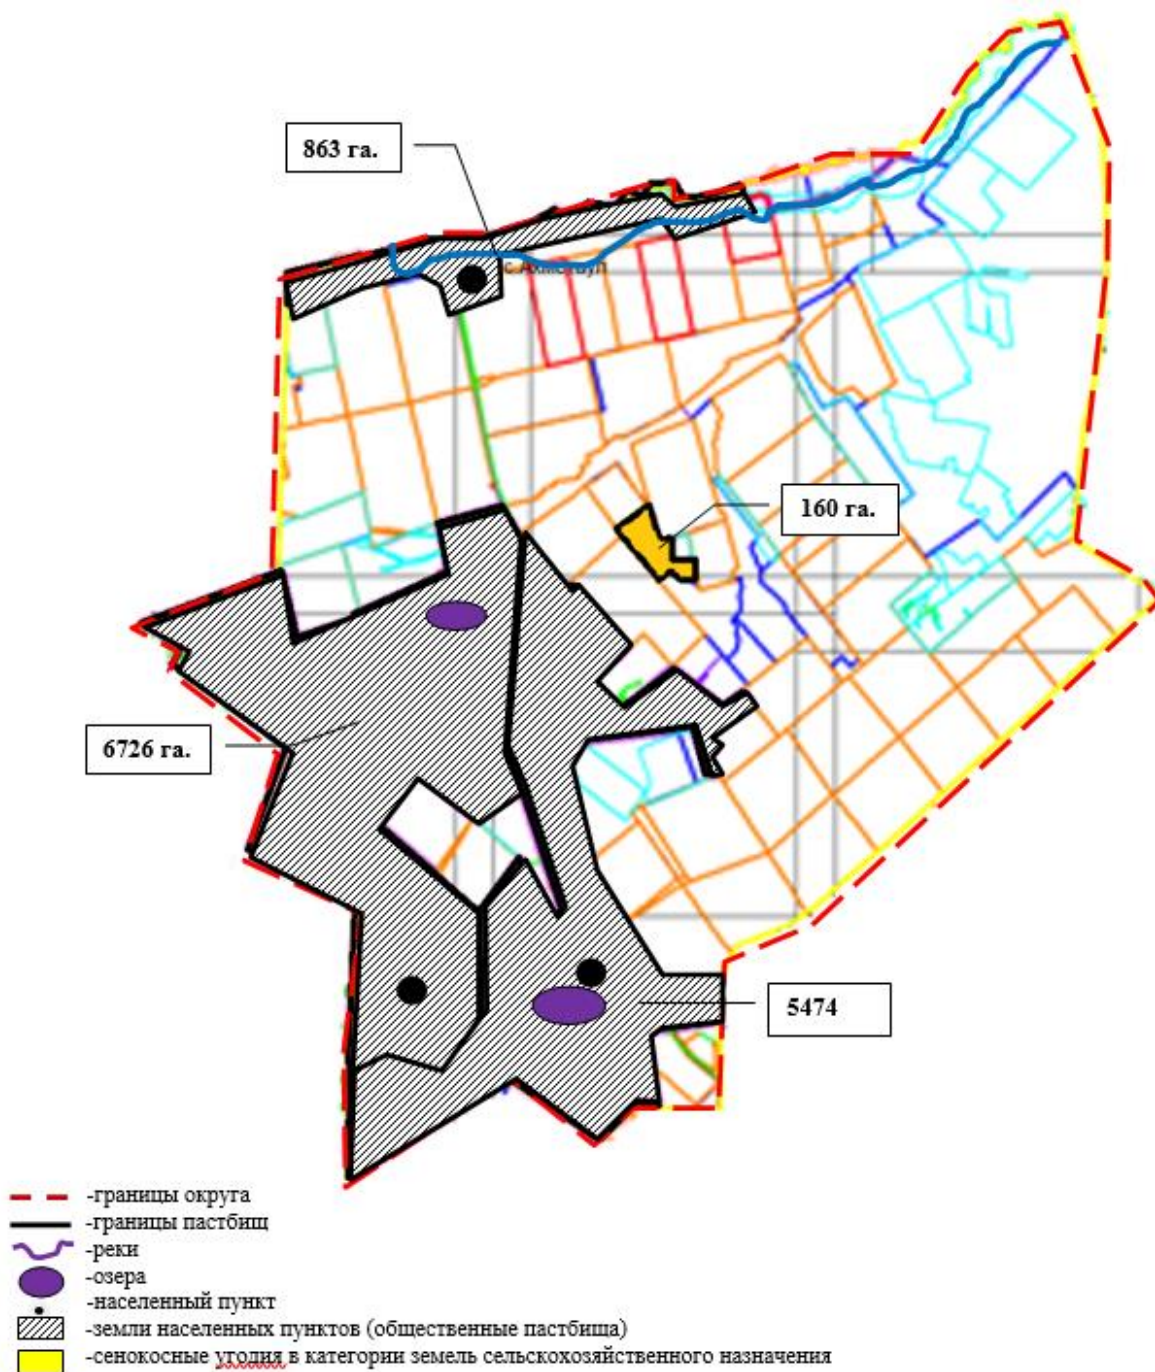 863 га.
с.Ахметаул
160 га.
6726 га.
5474
-границы округа
-границы пастбищ
-реки
-озера
-населенный пункт
-земли населенных пунктов (общественные пастбища)
-сенокосные угодия в категории земель сельскохозяйственного назначения